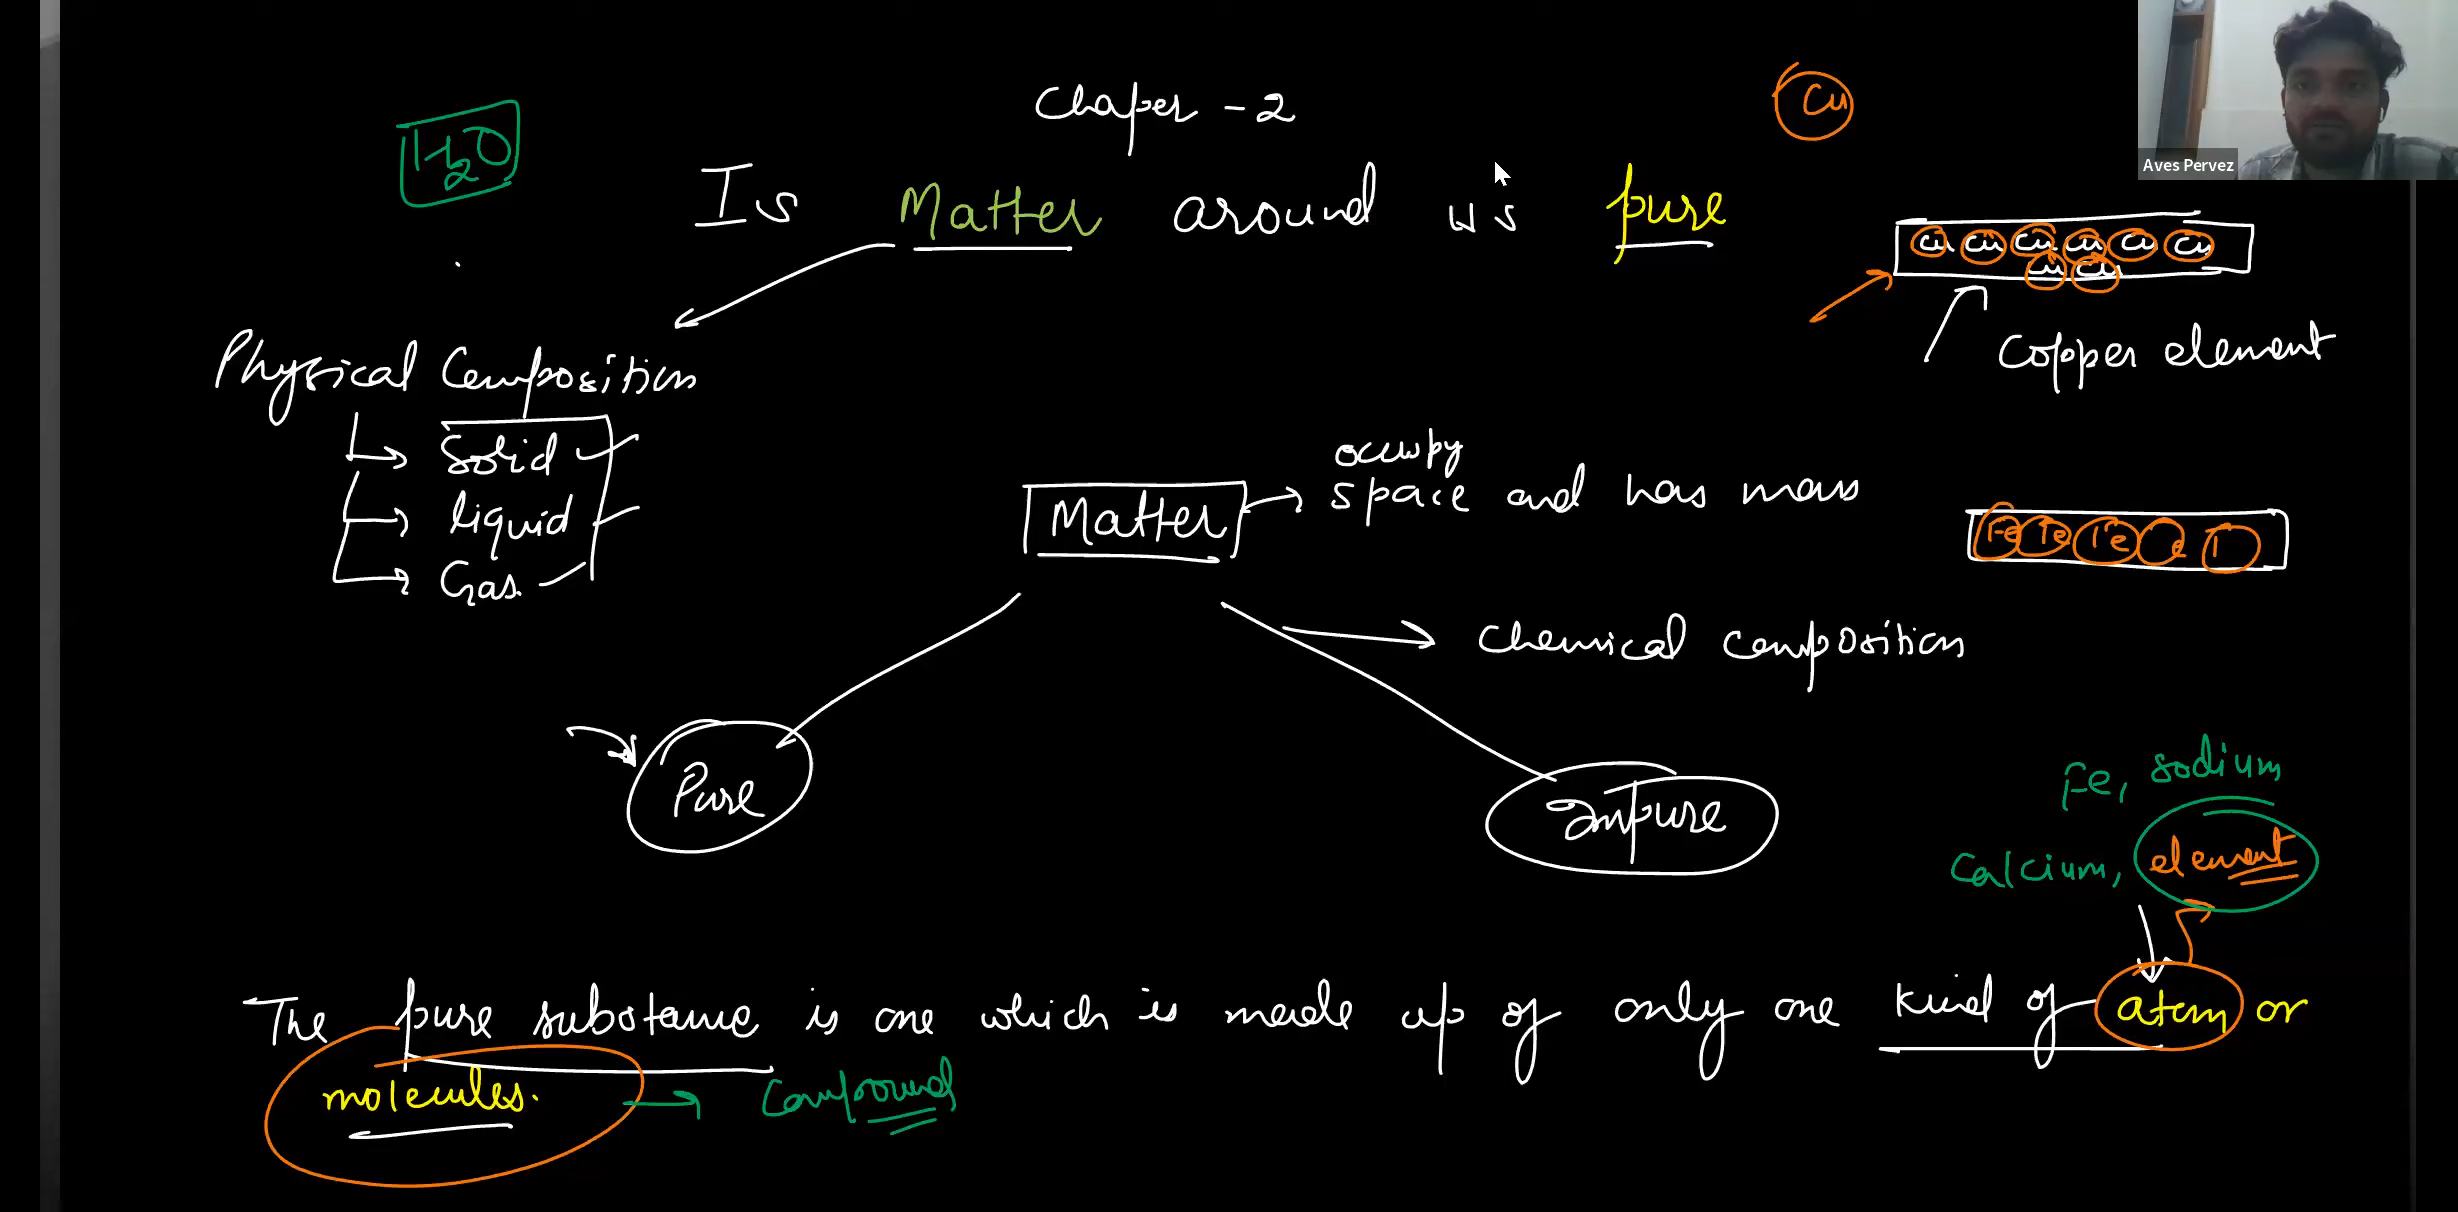 Chaper - 2
Cu
H2O
Aves Pervez
Is Matter around us pure
Cu Cu Cu Cu Cu Cu
Cu Cu
Copper element
Physical Composition
Solid
liquid
Gas
Matter
occupy
space and has mass
Fe Fe Fe e
Chemical composition
Pure
Impure
Fe, sodium
Calcium, element
The pure substance is one which is made up of only one kind of atom or
molecules.
Compound